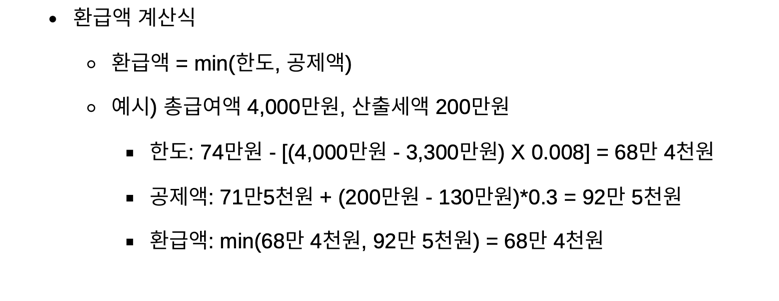 환급액 계산식
환급액 = min(한도, 공제액)
예시) 총급여액 4,000만원, 산출세액 200만원
한도: 74만원 - [(4,000만원 - 3,300만원) X 0.008] = 68만 4천원
공제액: 71만5천원 + (200만원 - 130만원)*0.3 = 92만 5천원
환급액: min(68만 4천원, 92만 5천원) = 68만 4천원